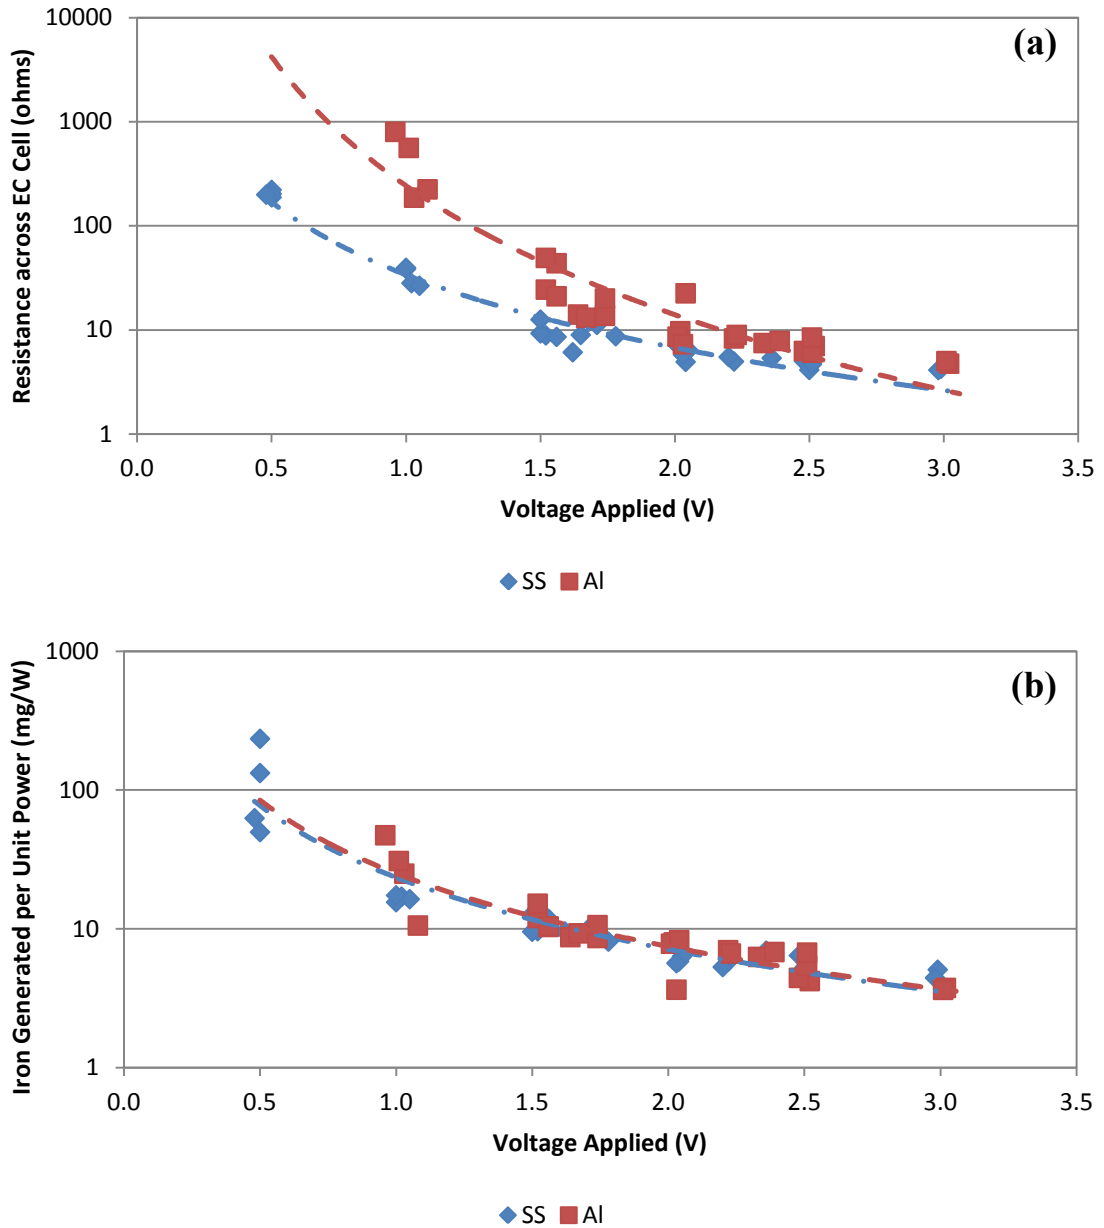 (a)
Resistance across EC Cell (ohms)
10000
1000
100
10
1
0.0 0.5 1.0 1.5 2.0 2.5 3.0 3.5
Voltage Applied (V)
SS Al
(b)
Iron Generated per Unit Power (mg/W)
1000
100
10
1
0.0 0.5 1.0 1.5 2.0 2.5 3.0 3.5
Voltage Applied (V)
SS Al